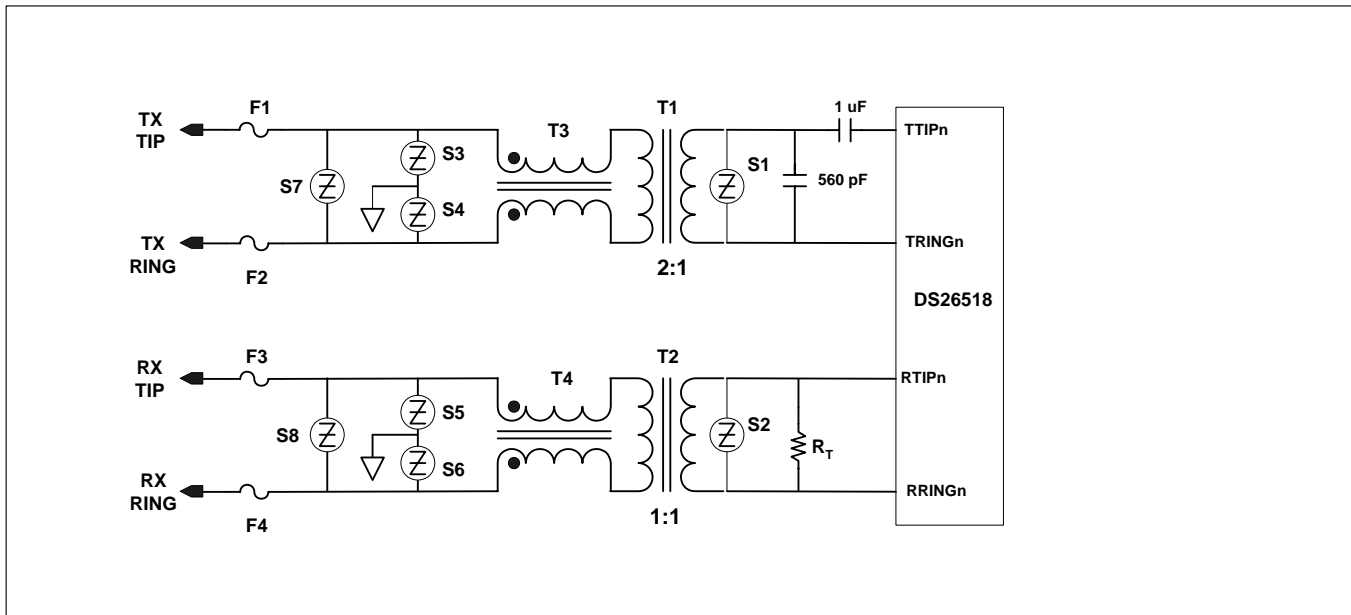 F1
TX
TIP
T3
T1
1 uF
TTIPn
S3
S7
S4
S1
560 pF
TX
RING
F2
2:1
TRINGn
DS26518
F3
RX
TIP
T4
T2
RTIPn
S5
S8
S6
S2
RT
RX
RING
F4
1:1
RRINGn